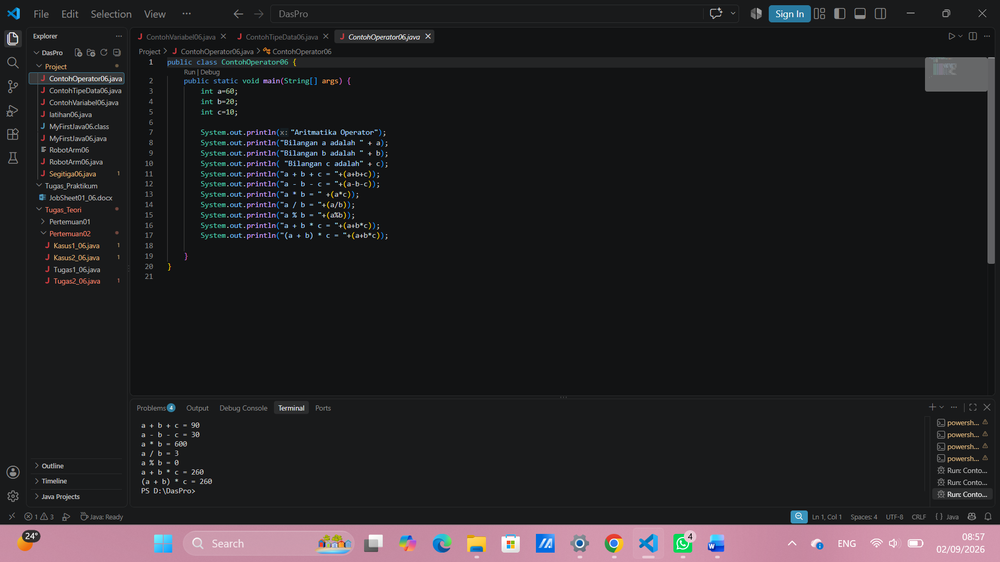 File Edit Selection View ··· DasPro Sign In
Explorer ···
DasPro
Project
ContohOperator06.java
ContohTipeData06.java
ContohVariabel06.java
latihan06.java
MyFirstJava06.class
MyFirstJava06.java
RobotArm06
RobotArm06.java
Segitiga06.java 1
Tugas_Praktikum
JobSheet01_06.docx
Tugas_Teori
Pertemuan01
Pertemuan02
Kasus1_06.java 1
Kasus2_06.java 1
Tugas1_06.java
Tugas2_06.java 1
Outline
Timeline
Java Projects
ContohVariabel06.java ContohTipeData06.java ContohOperator06.java
Project > ContohOperator06.java > ContohOperator06
1 public class ContohOperator06 {
Run | Debug
2 public static void main(String[] args) {
3 int a=60;
4 int b=20;
5 int c=10;
6
7 System.out.println(x: "Aritmatika Operator");
8 System.out.println("Bilangan a adalah " + a);
9 System.out.println("Bilangan b adalah " + b);
10 System.out.println( "Bilangan c adalah" + c);
11 System.out.println("a + b + c = "+(a+b+c));
12 System.out.println("a - b - c = "+(a-b-c));
13 System.out.println("a * b = " +(a*c));
14 System.out.println("a / b = "+(a/b));
15 System.out.println("a % b = "+(a%b));
16 System.out.println("a + b * c = "+(a+b*c));
17 System.out.println("(a + b) * c = "+(a+b*c));
18
19 }
20 }
21
Problems 4 Output Debug Console Terminal Ports
a + b + c = 90
a - b - c = 30
a * b = 600
a / b = 3
a % b = 0
a + b * c = 260
(a + b) * c = 260
PS D:\DasPro>
powersh...
powersh...
powersh...
powersh...
Run: Conto...
Run: Conto...
Run: Conto...
1 3 Java: Ready Ln 1, Col 1 Spaces: 4 UTF-8 CRLF {} Java
24° Search 4 ENG 08:57
02/09/2026